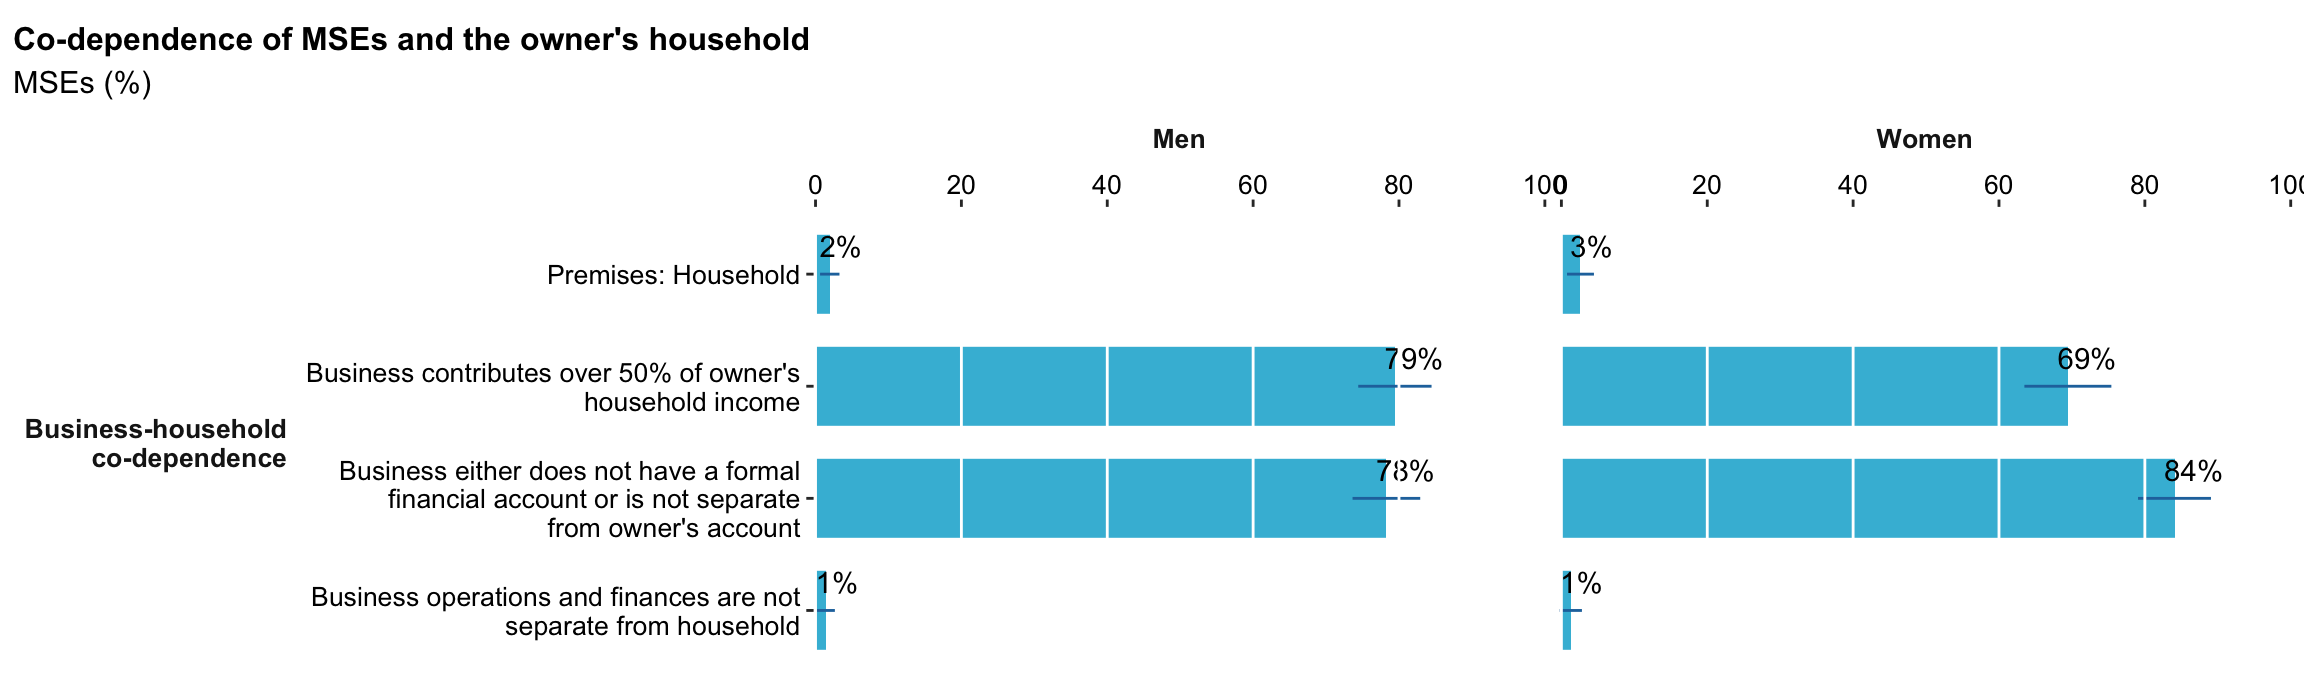 Co-dependence of MSEs and the owner's household
MSEs (%)
Men
Women
0 20 40 60 80 100
0 20 40 60 80 100
Premises: Household
2%
3%
Business contributes over 50% of owner's
household income
79%
69%
Business-household
co-dependence
Business either does not have a formal
financial account or is not separate
from owner's account
78%
84%
Business operations and finances are not
separate from household
1%
1%